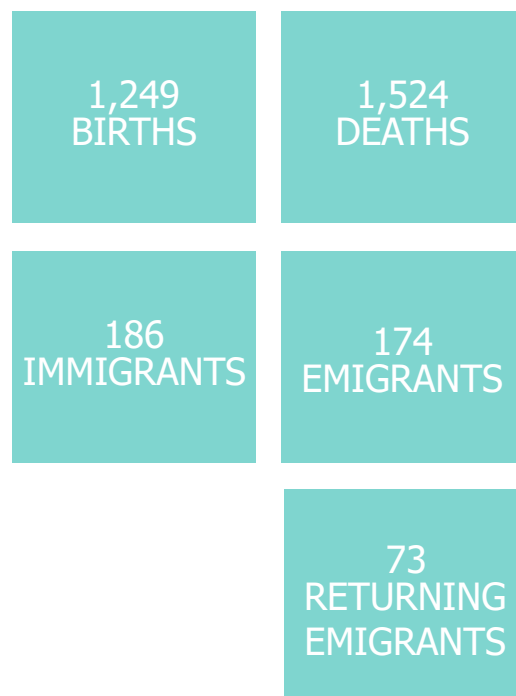 1,249
BIRTHS
1,524
DEATHS
186
IMMIGRANTS
174
EMIGRANTS
73
RETURNING
EMIGRANTS